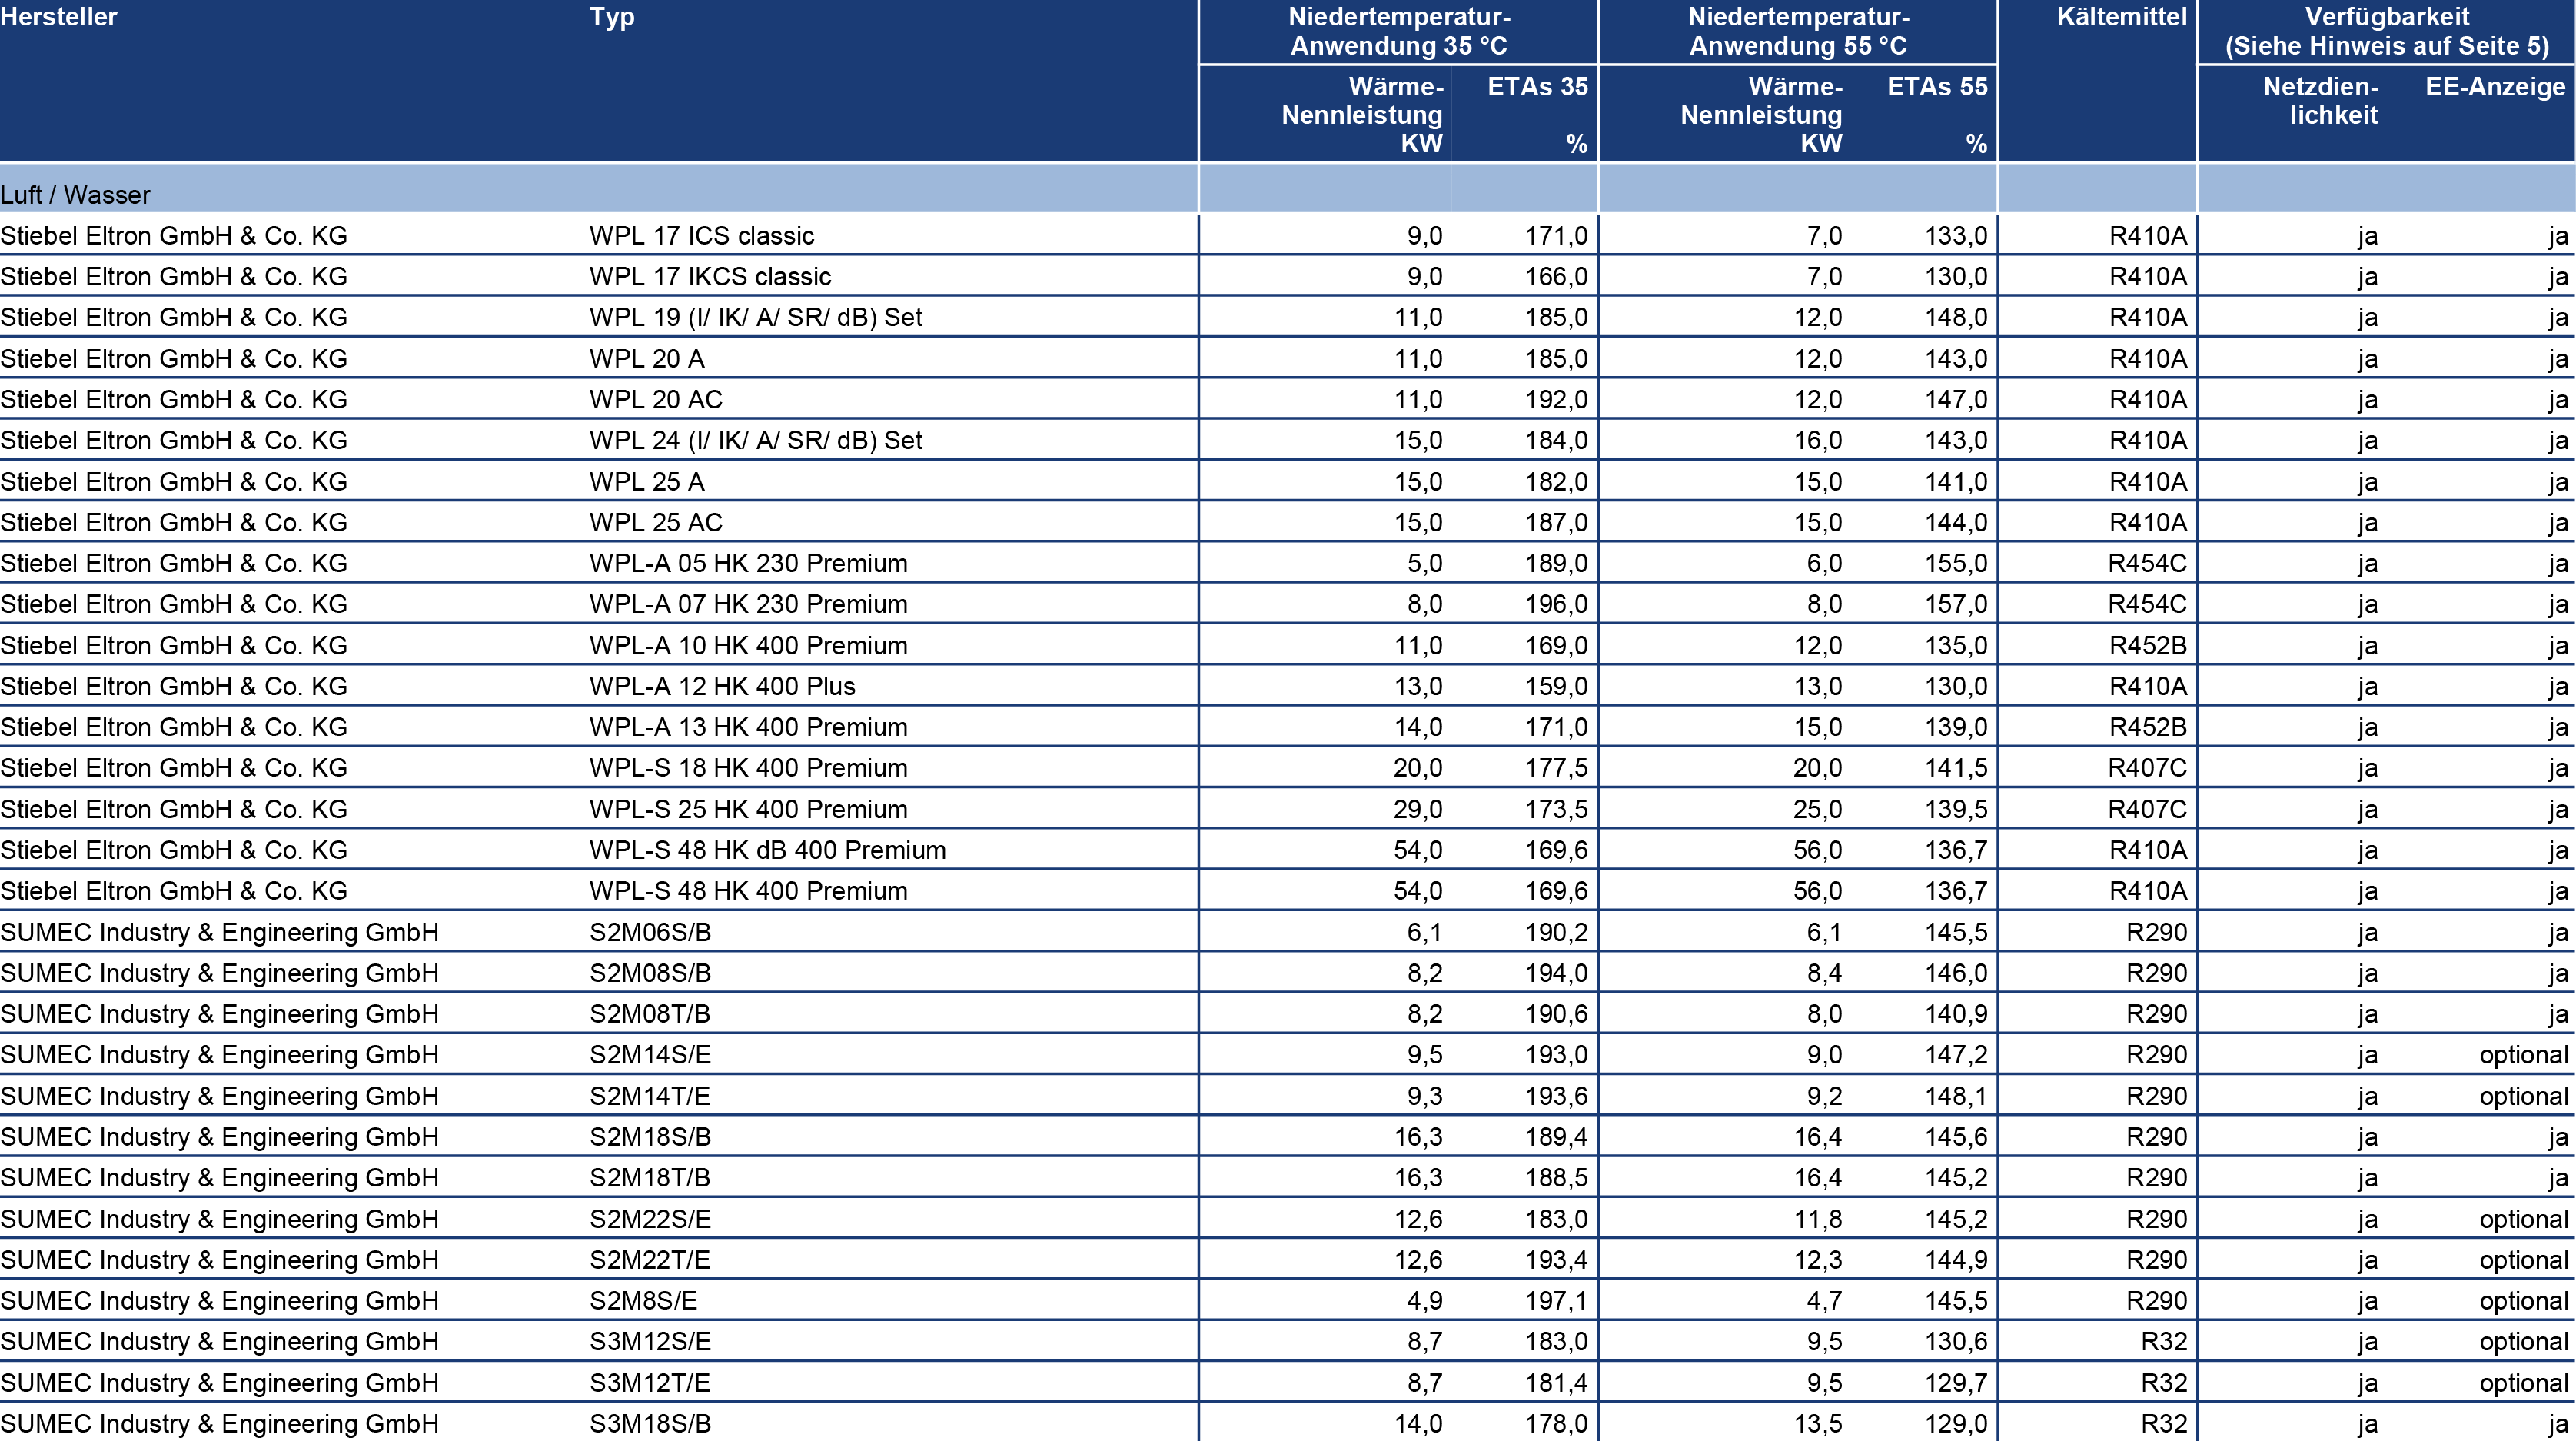 Hersteller Typ Niedertemperatur- Niedertemperatur- Kältemittel Verfügbarkeit
Anwendung 35 °C Anwendung 55 °C (Siehe Hinweis auf Seite 5)
Wärme- ETAs 35 Wärme- ETAs 55 Netzdien- EE-Anzeige
Nennleistung Nennleistung lichkeit
KW % KW %
Luft / Wasser
Stiebel Eltron GmbH & Co. KG WPL 17 ICS classic 9,0 171,0 7,0 133,0 R410A ja ja
Stiebel Eltron GmbH & Co. KG WPL 17 IKCS classic 9,0 166,0 7,0 130,0 R410A ja ja
Stiebel Eltron GmbH & Co. KG WPL 19 (I/ IK/ A/ SR/ dB) Set 11,0 185,0 12,0 148,0 R410A ja ja
Stiebel Eltron GmbH & Co. KG WPL 20 A 11,0 185,0 12,0 143,0 R410A ja ja
Stiebel Eltron GmbH & Co. KG WPL 20 AC 11,0 192,0 12,0 147,0 R410A ja ja
Stiebel Eltron GmbH & Co. KG WPL 24 (I/ IK/ A/ SR/ dB) Set 15,0 184,0 16,0 143,0 R410A ja ja
Stiebel Eltron GmbH & Co. KG WPL 25 A 15,0 182,0 15,0 141,0 R410A ja ja
Stiebel Eltron GmbH & Co. KG WPL 25 AC 15,0 187,0 15,0 144,0 R410A ja ja
Stiebel Eltron GmbH & Co. KG WPL-A 05 HK 230 Premium 5,0 189,0 6,0 155,0 R454C ja ja
Stiebel Eltron GmbH & Co. KG WPL-A 07 HK 230 Premium 8,0 196,0 8,0 157,0 R454C ja ja
Stiebel Eltron GmbH & Co. KG WPL-A 10 HK 400 Premium 11,0 169,0 12,0 135,0 R452B ja ja
Stiebel Eltron GmbH & Co. KG WPL-A 12 HK 400 Plus 13,0 159,0 13,0 130,0 R410A ja ja
Stiebel Eltron GmbH & Co. KG WPL-A 13 HK 400 Premium 14,0 171,0 15,0 139,0 R452B ja ja
Stiebel Eltron GmbH & Co. KG WPL-S 18 HK 400 Premium 20,0 177,5 20,0 141,5 R407C ja ja
Stiebel Eltron GmbH & Co. KG WPL-S 25 HK 400 Premium 29,0 173,5 25,0 139,5 R407C ja ja
Stiebel Eltron GmbH & Co. KG WPL-S 48 HK dB 400 Premium 54,0 169,6 56,0 136,7 R410A ja ja
Stiebel Eltron GmbH & Co. KG WPL-S 48 HK 400 Premium 54,0 169,6 56,0 136,7 R410A ja ja
SUMEC Industry & Engineering GmbH S2M06S/B 6,1 190,2 6,1 145,5 R290 ja ja
SUMEC Industry & Engineering GmbH S2M08S/B 8,2 194,0 8,4 146,0 R290 ja ja
SUMEC Industry & Engineering GmbH S2M08T/B 8,2 190,6 8,0 140,9 R290 ja ja
SUMEC Industry & Engineering GmbH S2M14S/E 9,5 193,0 9,0 147,2 R290 ja optional
SUMEC Industry & Engineering GmbH S2M14T/E 9,3 193,6 9,2 148,1 R290 ja optional
SUMEC Industry & Engineering GmbH S2M18S/B 16,3 189,4 16,4 145,6 R290 ja ja
SUMEC Industry & Engineering GmbH S2M18T/B 16,3 188,5 16,4 145,2 R290 ja ja
SUMEC Industry & Engineering GmbH S2M22S/E 12,6 183,0 11,8 145,2 R290 ja optional
SUMEC Industry & Engineering GmbH S2M22T/E 12,6 193,4 12,3 144,9 R290 ja optional
SUMEC Industry & Engineering GmbH S2M8S/E 4,9 197,1 4,7 145,5 R290 ja optional
SUMEC Industry & Engineering GmbH S3M12S/E 8,7 183,0 9,5 130,6 R32 ja optional
SUMEC Industry & Engineering GmbH S3M12T/E 8,7 181,4 9,5 129,7 R32 ja optional
SUMEC Industry & Engineering GmbH S3M18S/B 14,0 178,0 13,5 129,0 R32 ja ja